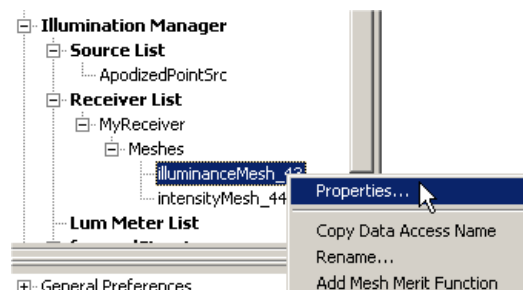 Illumination Manager
Source List
ApodizedPointSrc
Receiver List
MyReceiver
Meshes
illuminanceMesh_43
intensityMesh_44
Lum Meter List
General Preferences
Properties...
Copy Data Access Name
Rename...
Add Mesh Merit Function